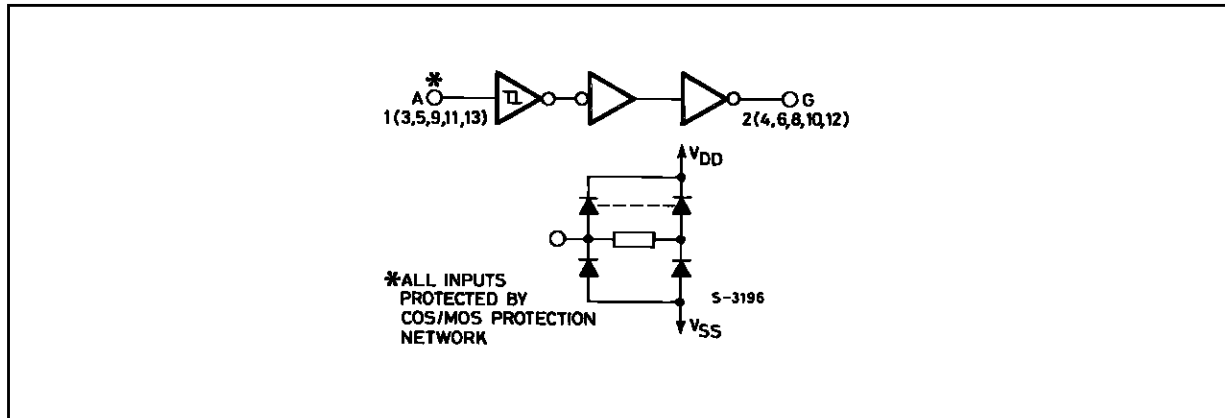 *
A
G
1(3,5,9,11,13)
2(4,6,8,10,12)
VDD
*ALL INPUTS
PROTECTED BY
COS/MOS PROTECTION
NETWORK
S-3196
VSS